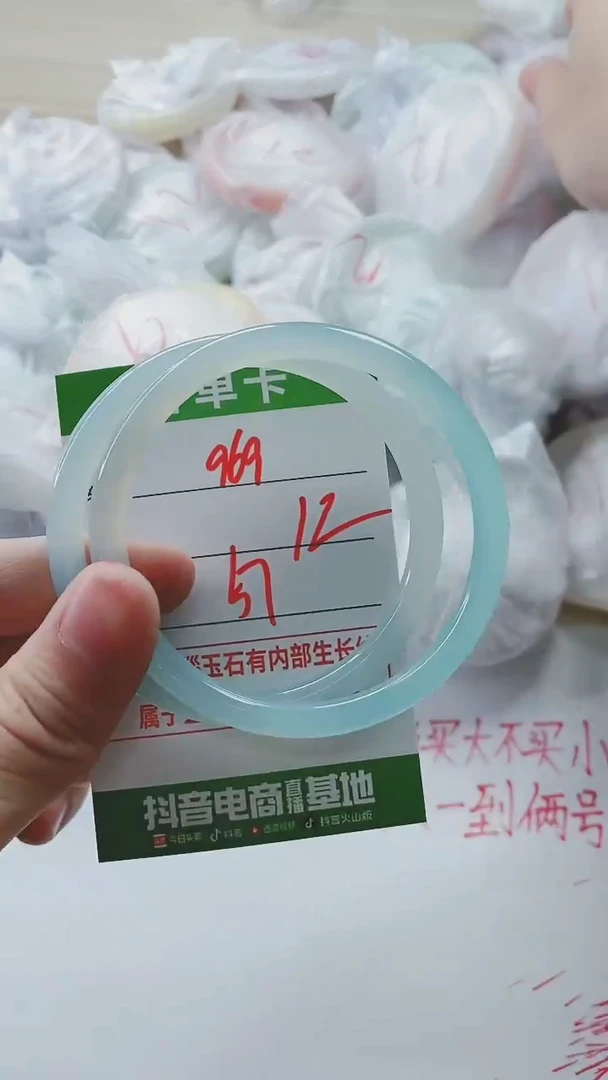 单卡
969
12
57
玉石有内部生长
属于
抖音电商直播基地
今日头条 抖音 西瓜视频 抖音火山版
买大不买小
一到俩号